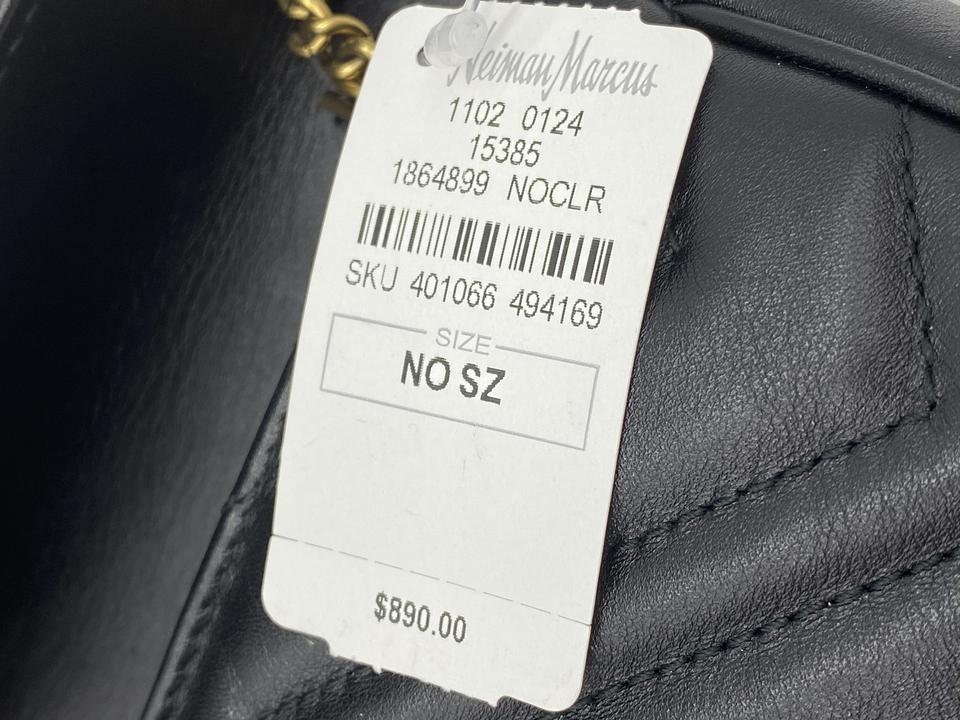 Neiman Marcus
1102 0124
15385
1864899 NOCLR
SKU 401066 494169
SIZE
NO SZ
$890.00